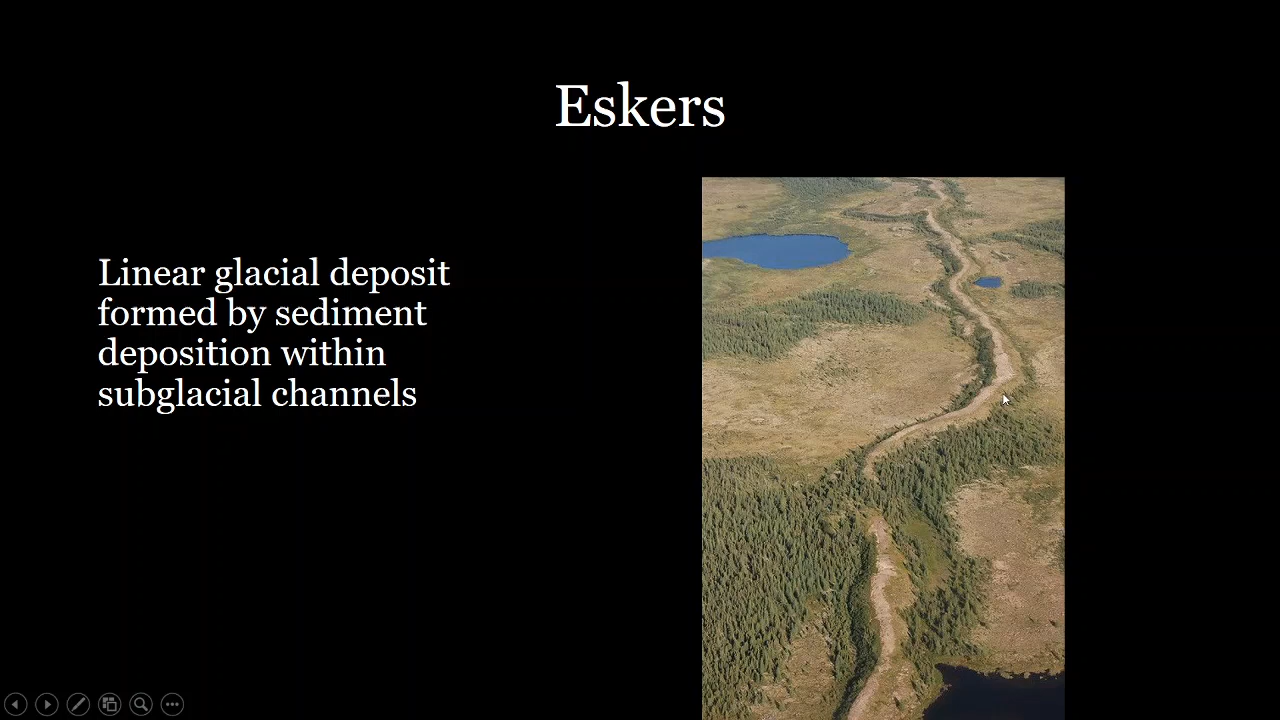 Eskers
Linear glacial deposit
formed by sediment
deposition within
subglacial channels